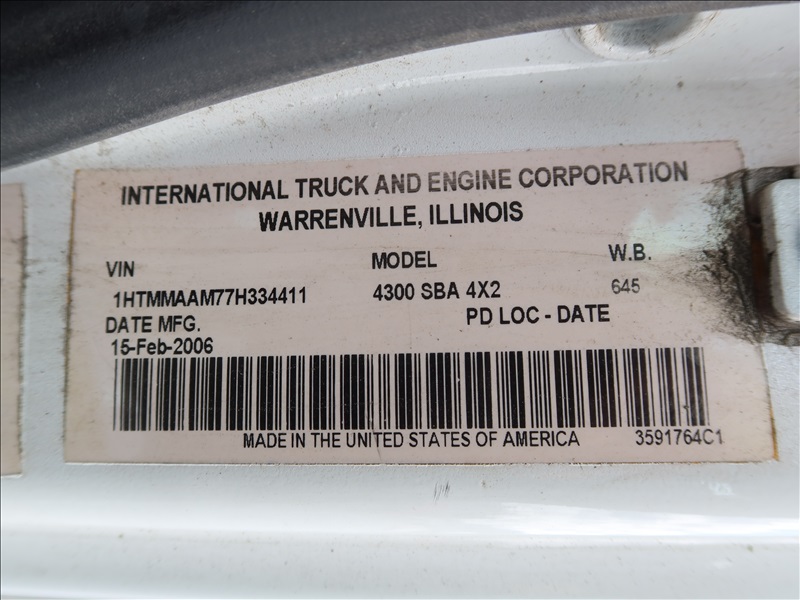 INTERNATIONAL TRUCK AND ENGINE CORPORATION
WARRENVILLE, ILLINOIS
VIN MODEL W.B.
1HTMMAAM77H334411 4300 SBA 4X2 645
DATE MFG. PD LOC - DATE
15-Feb-2006
MADE IN THE UNITED STATES OF AMERICA 3591764C1